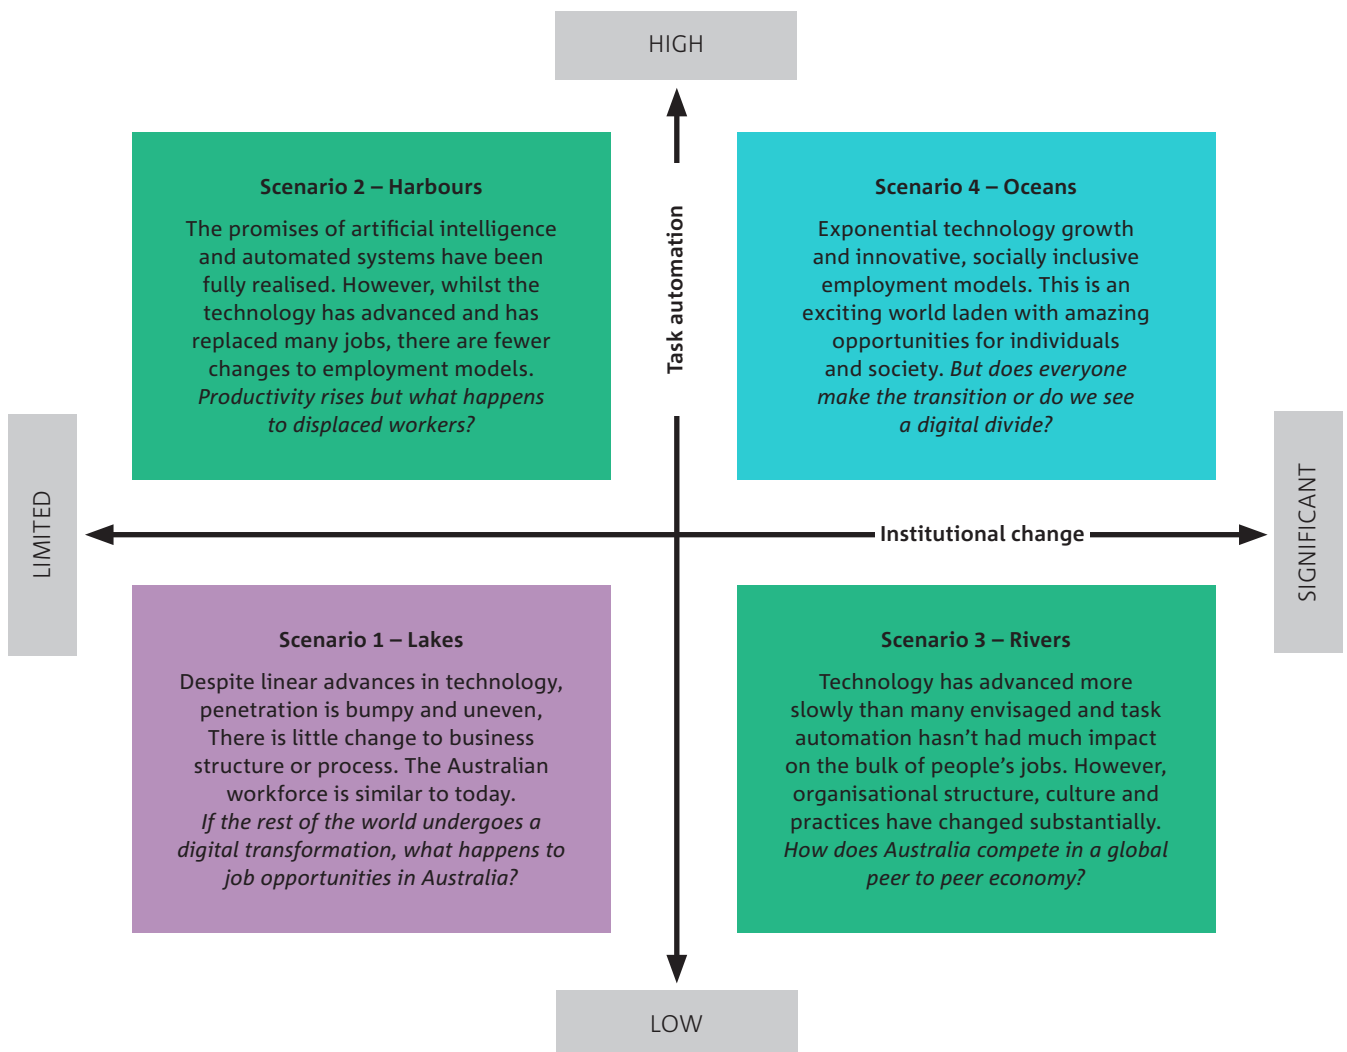 HIGH
Scenario 2 – Harbours
The promises of artificial intelligence
and automated systems have been
fully realised. However, whilst the
technology has advanced and has
replaced many jobs, there are fewer
changes to employment models.
Productivity rises but what happens
to displaced workers?
Task automation
Scenario 4 – Oceans
Exponential technology growth
and innovative, socially inclusive
employment models. This is an
exciting world laden with amazing
opportunities for individuals
and society. But does everyone
make the transition or do we see
a digital divide?
LIMITED
Institutional change
SIGNIFICANT
Scenario 1 – Lakes
Despite linear advances in technology,
penetration is bumpy and uneven,
There is little change to business
structure or process. The Australian
workforce is similar to today.
If the rest of the world undergoes a
digital transformation, what happens to
job opportunities in Australia?
Scenario 3 – Rivers
Technology has advanced more
slowly than many envisaged and task
automation hasn’t had much impact
on the bulk of people’s jobs. However,
organisational structure, culture and
practices have changed substantially.
How does Australia compete in a global
peer to peer economy?
LOW